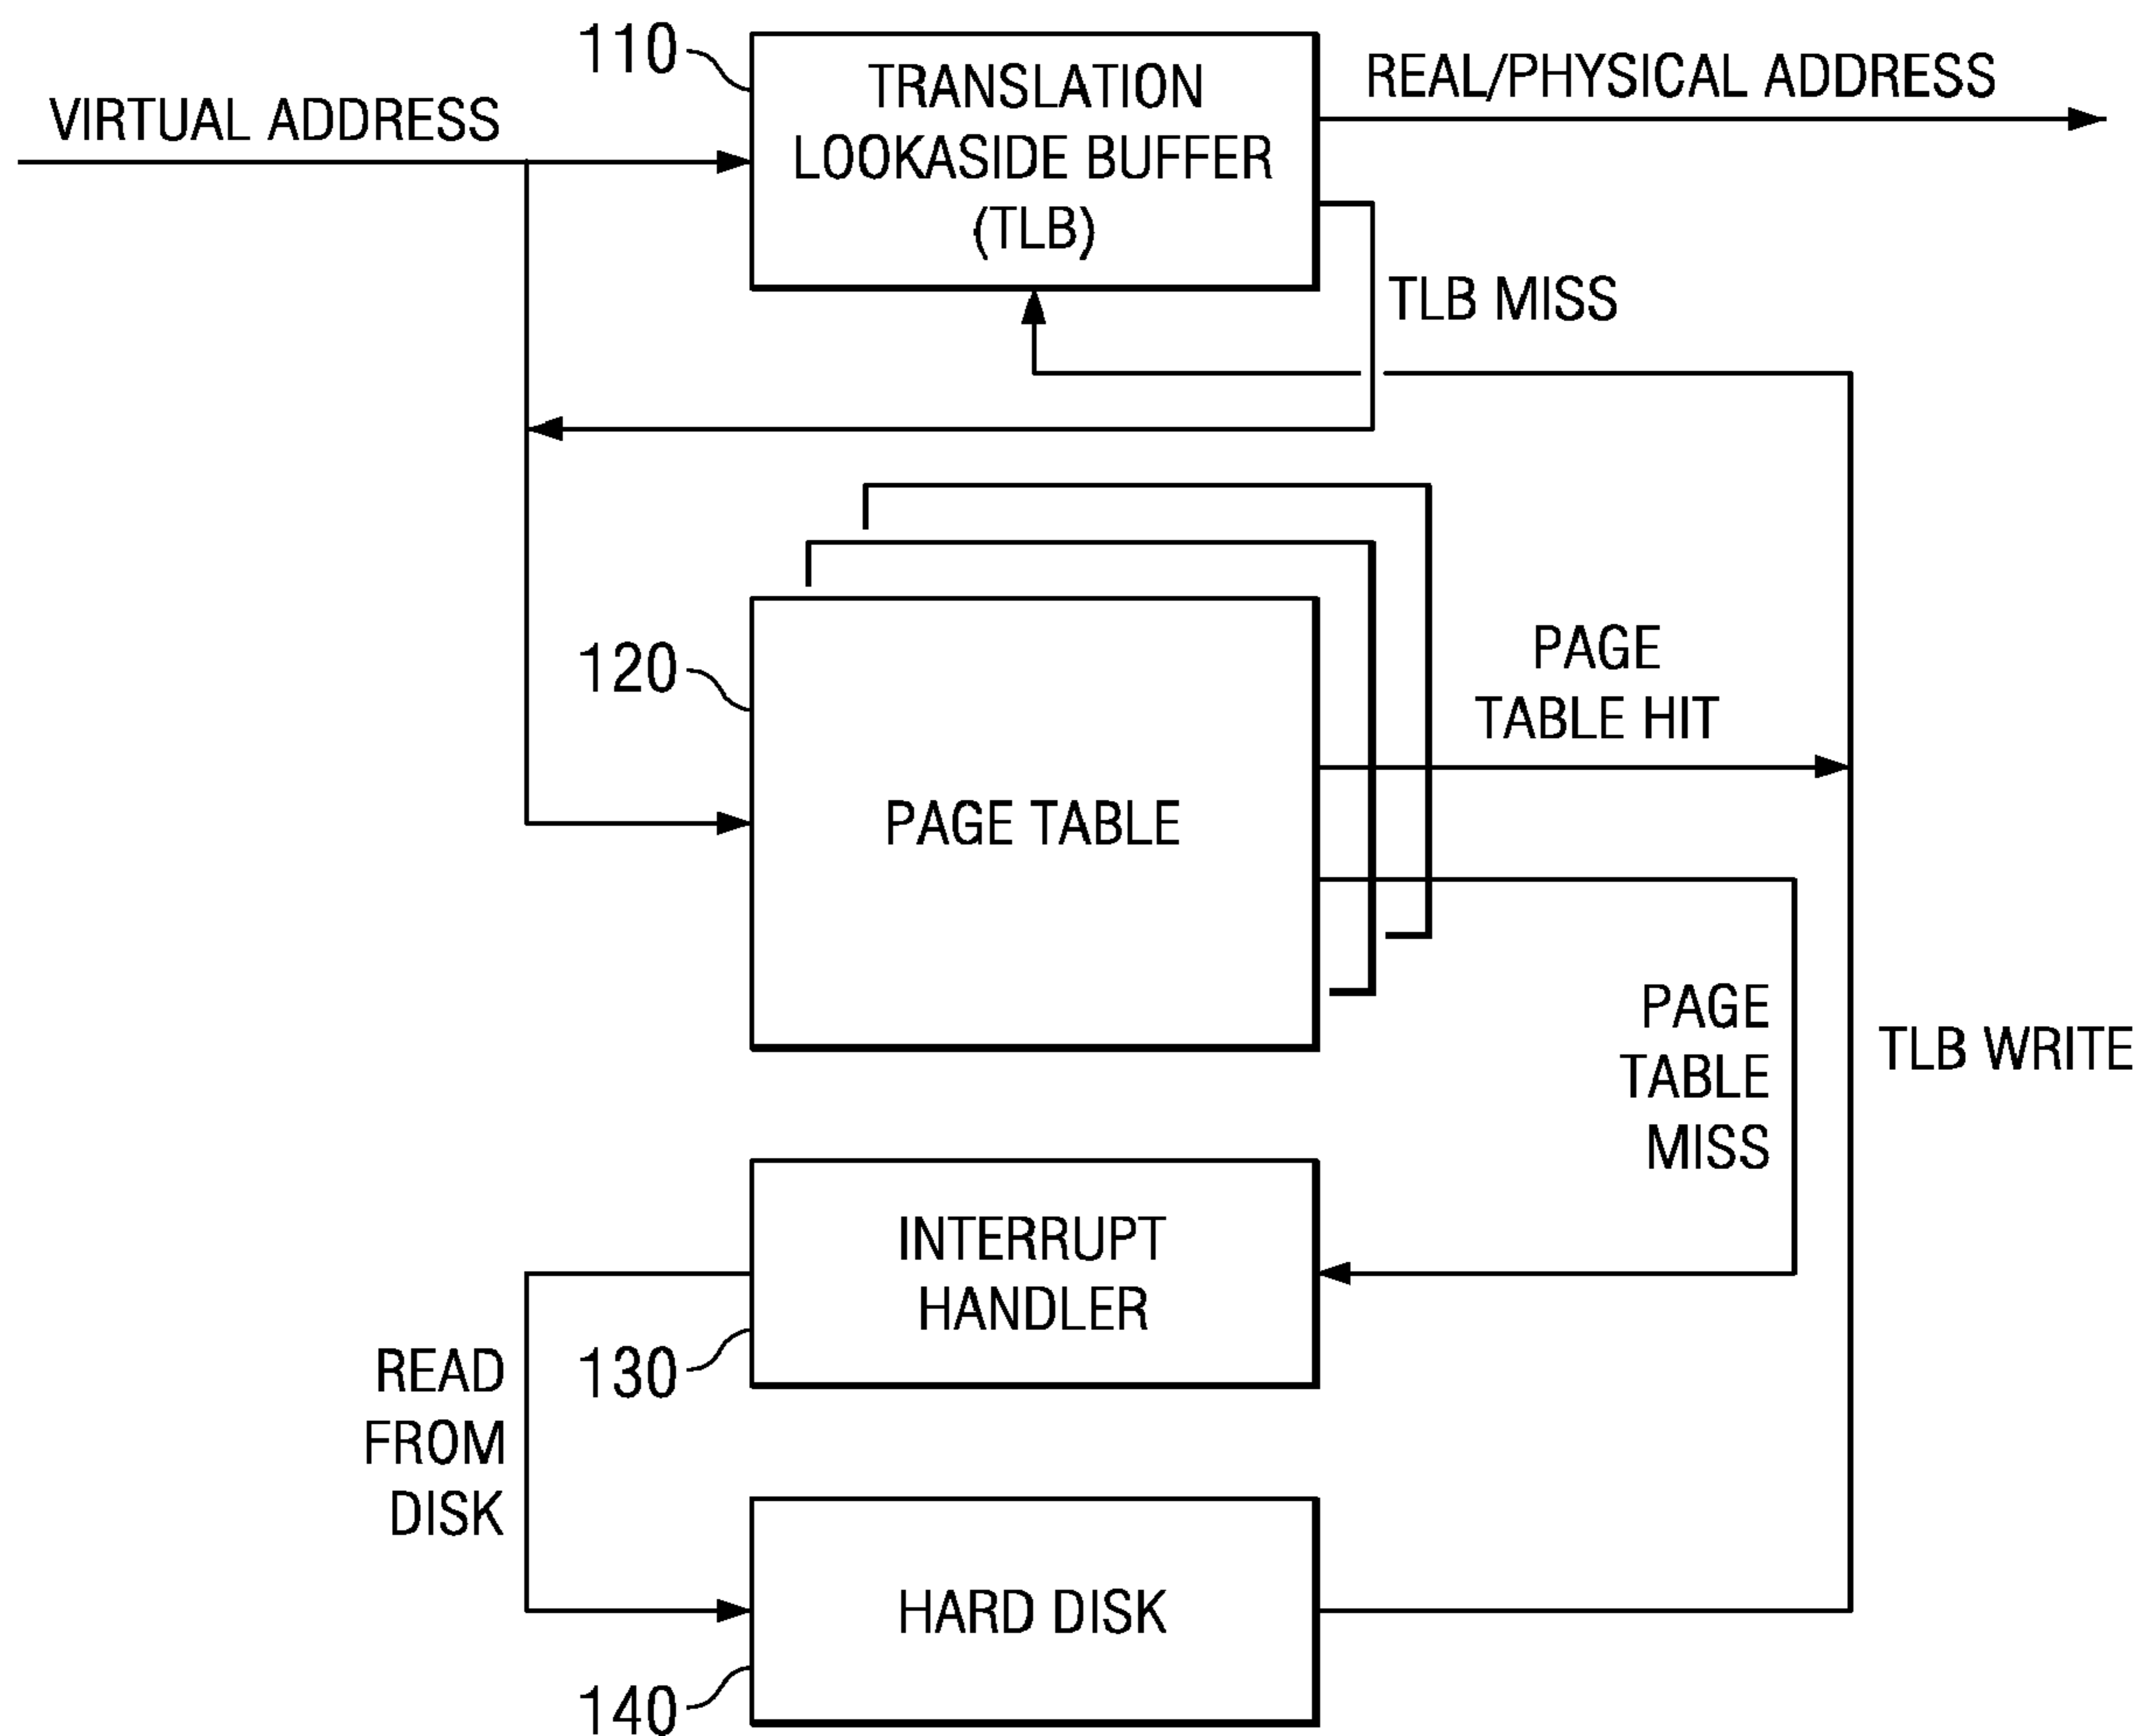 110
TRANSLATION
LOOKASIDE BUFFER
(TLB)
REAL/PHYSICAL ADDRESS
VIRTUAL ADDRESS
TLB MISS
120
PAGE TABLE
PAGE
TABLE HIT
PAGE
TABLE
MISS
TLB WRITE
INTERRUPT
HANDLER
130
READ
FROM
DISK
HARD DISK
140